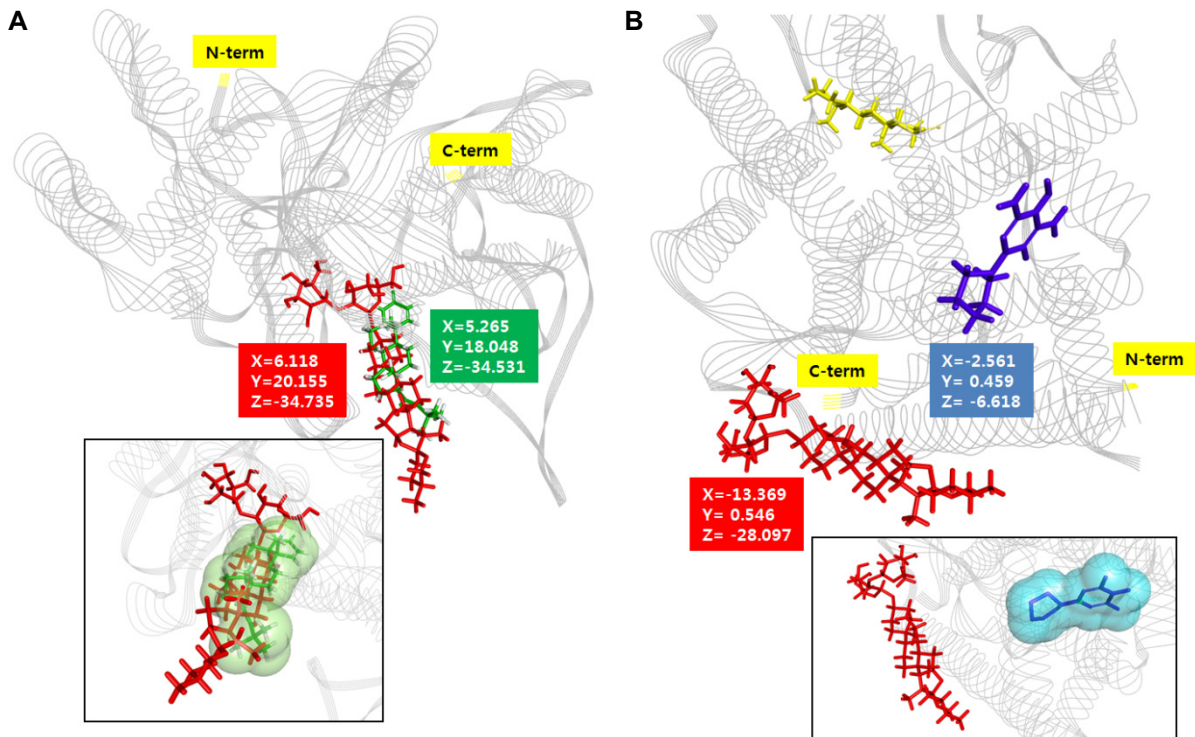 A
N-term
C-term
X=5.265
Y=18.048
Z=-34.531
X=6.118
Y=20.155
Z=-34.735
B
C-term
X=-2.561
Y= 0.459
Z= -6.618
N-term
X=-13.369
Y= 0.546
Z= -28.097